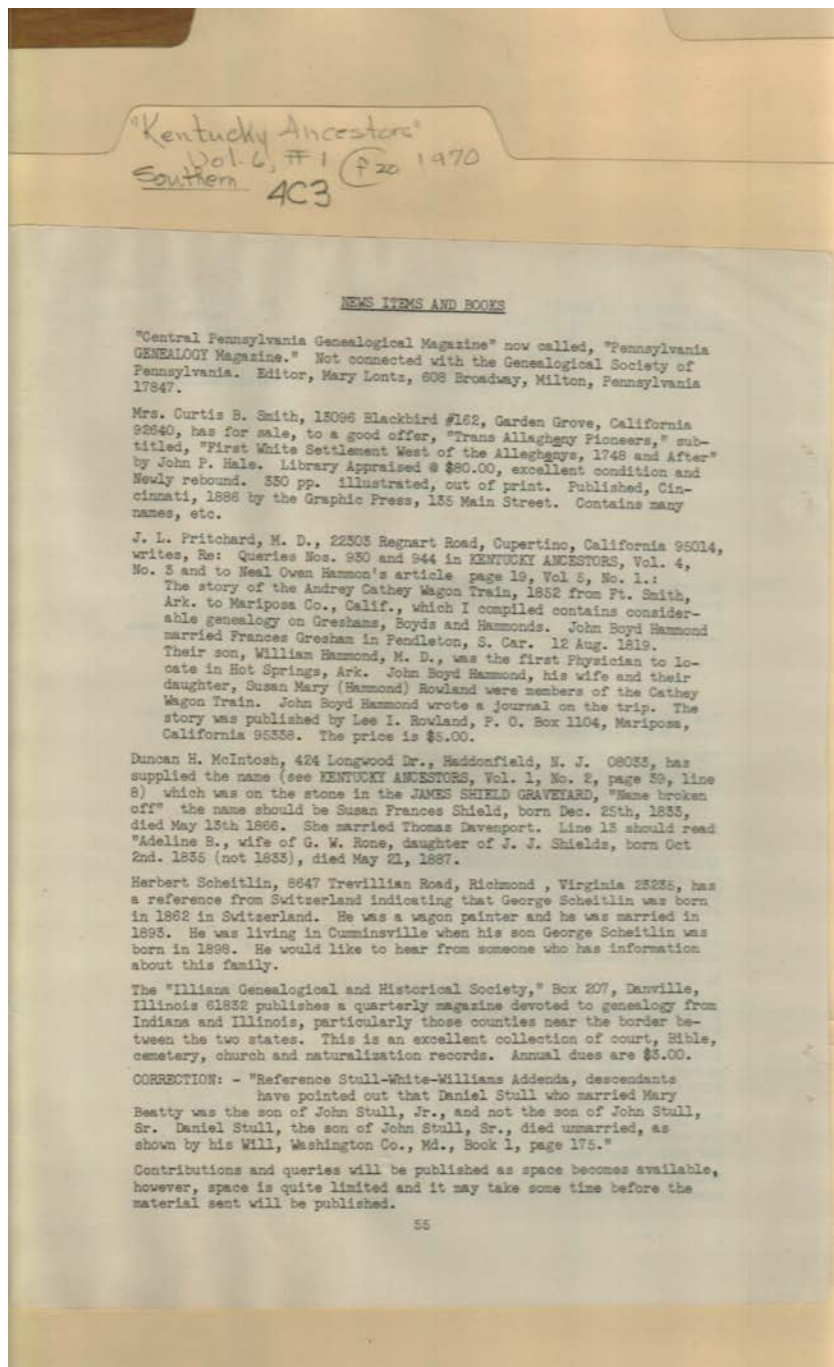 "Kentucky Ancestors"
Vol. 6, #1 p 20 1970
Southern 4C3
NEWS ITEMS AND BOOKS
"Central Pennsylvania Genealogical Magazine" now called, "Pennsylvania
GENEALOGY Magazine." Not connected with the Genealogical Society of
Pennsylvania. Editor, Mary Lontz, 608 Broadway, Milton, Pennsylvania
17847.
Mrs. Curtis B. Smith, 13096 Blackbird #162, Garden Grove, California
92640, has for sale, to a good offer, "Trans Allagheny Pioneers," sub-
titled, "First White Settlement West of the Alleghenys, 1748 and After"
by John P. Hale. Library Appraised @ $80.00, excellent condition and
Newly rebound. 330 pp. illustrated, out of print. Published, Cin-
cinnati, 1886 by the Graphic Press, 135 Main Street. Contains many
names, etc.
J. L. Pritchard, M. D., 22303 Regnart Road, Cupertino, California 95014,
writes, Re: Queries Nos. 930 and 944 in KENTUCKY ANCESTORS, Vol. 4,
No. 3 and to Neal Owen Hammon's article page 19, Vol 5, No. 1.:
The story of the Andrey Cathey Wagon Train, 1852 from Ft. Smith,
Ark. to Mariposa Co., Calif., which I compiled contains consider-
able genealogy on Greshams, Boyds and Hammonds. John Boyd Hammond
married Frances Gresham in Pendleton, S. Car. 12 Aug. 1819.
Their son, William Hammond, M. D., was the first Physician to lo-
cate in Hot Springs, Ark. John Boyd Hammond, his wife and their
daughter, Susan Mary (Hammond) Rowland were members of the Cathey
Wagon Train. John Boyd Hammond wrote a journal on the trip. The
story was published by Lee I. Rowland, P. O. Box 1104, Mariposa,
California 95338. The price is $5.00.
Duncan H. McIntosh, 424 Longwood Dr., Haddonfield, N. J. 08033, has
supplied the name (see KENTUCKY ANCESTORS, Vol. 1, No. 2, page 39, line
8) which was on the stone in the JAMES SHIELD GRAVEYARD, "Name broken
off" the name should be Susan Frances Shield, born Dec. 25th, 1833,
died May 13th 1866. She married Thomas Davenport. Line 13 should read
"Adeline B., wife of G. W. Rone, daughter of J. J. Shields, born Oct
2nd. 1835 (not 1833), died May 21, 1887.
Herbert Scheitlin, 8647 Trevillian Road, Richmond , Virginia 23235, has
a reference from Switzerland indicating that George Scheitlin was born
in 1862 in Switzerland. He was a wagon painter and he was married in
1893. He was living in Cumminsville when his son George Scheitlin was
born in 1898. He would like to hear from someone who has information
about this family.
The "Illiana Genealogical and Historical Society," Box 207, Danville,
Illinois 61832 publishes a quarterly magazine devoted to genealogy from
Indiana and Illinois, particularly those counties near the border be-
tween the two states. This is an excellent collection of court, Bible,
cemetery, church and naturalization records. Annual dues are $3.00.
CORRECTION: - "Reference Stull-White-Williams Addenda, descendants
have pointed out that Daniel Stull who married Mary
Beatty was the son of John Stull, Jr., and not the son of John Stull,
Sr. Daniel Stull, the son of John Stull, Sr., died unmarried, as
shown by his Will, Washington Co., Md., Book 1, page 175."
Contributions and queries will be published as space becomes available,
however, space is quite limited and it may take some time before the
material sent will be published.
55